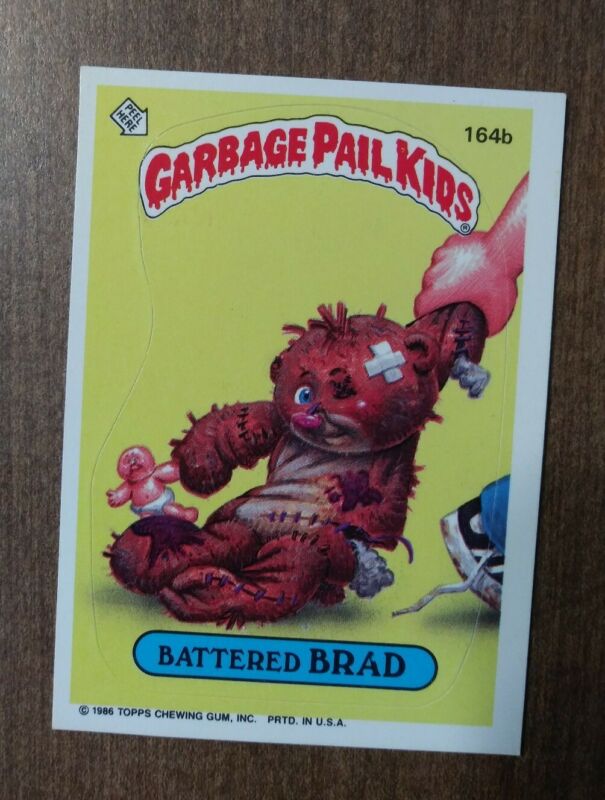 PEEL HERE
164b
GARBAGE PAIL KIDS
®
BATTERED BRAD
© 1986 TOPPS CHEWING GUM, INC. PRTD. IN U.S.A.